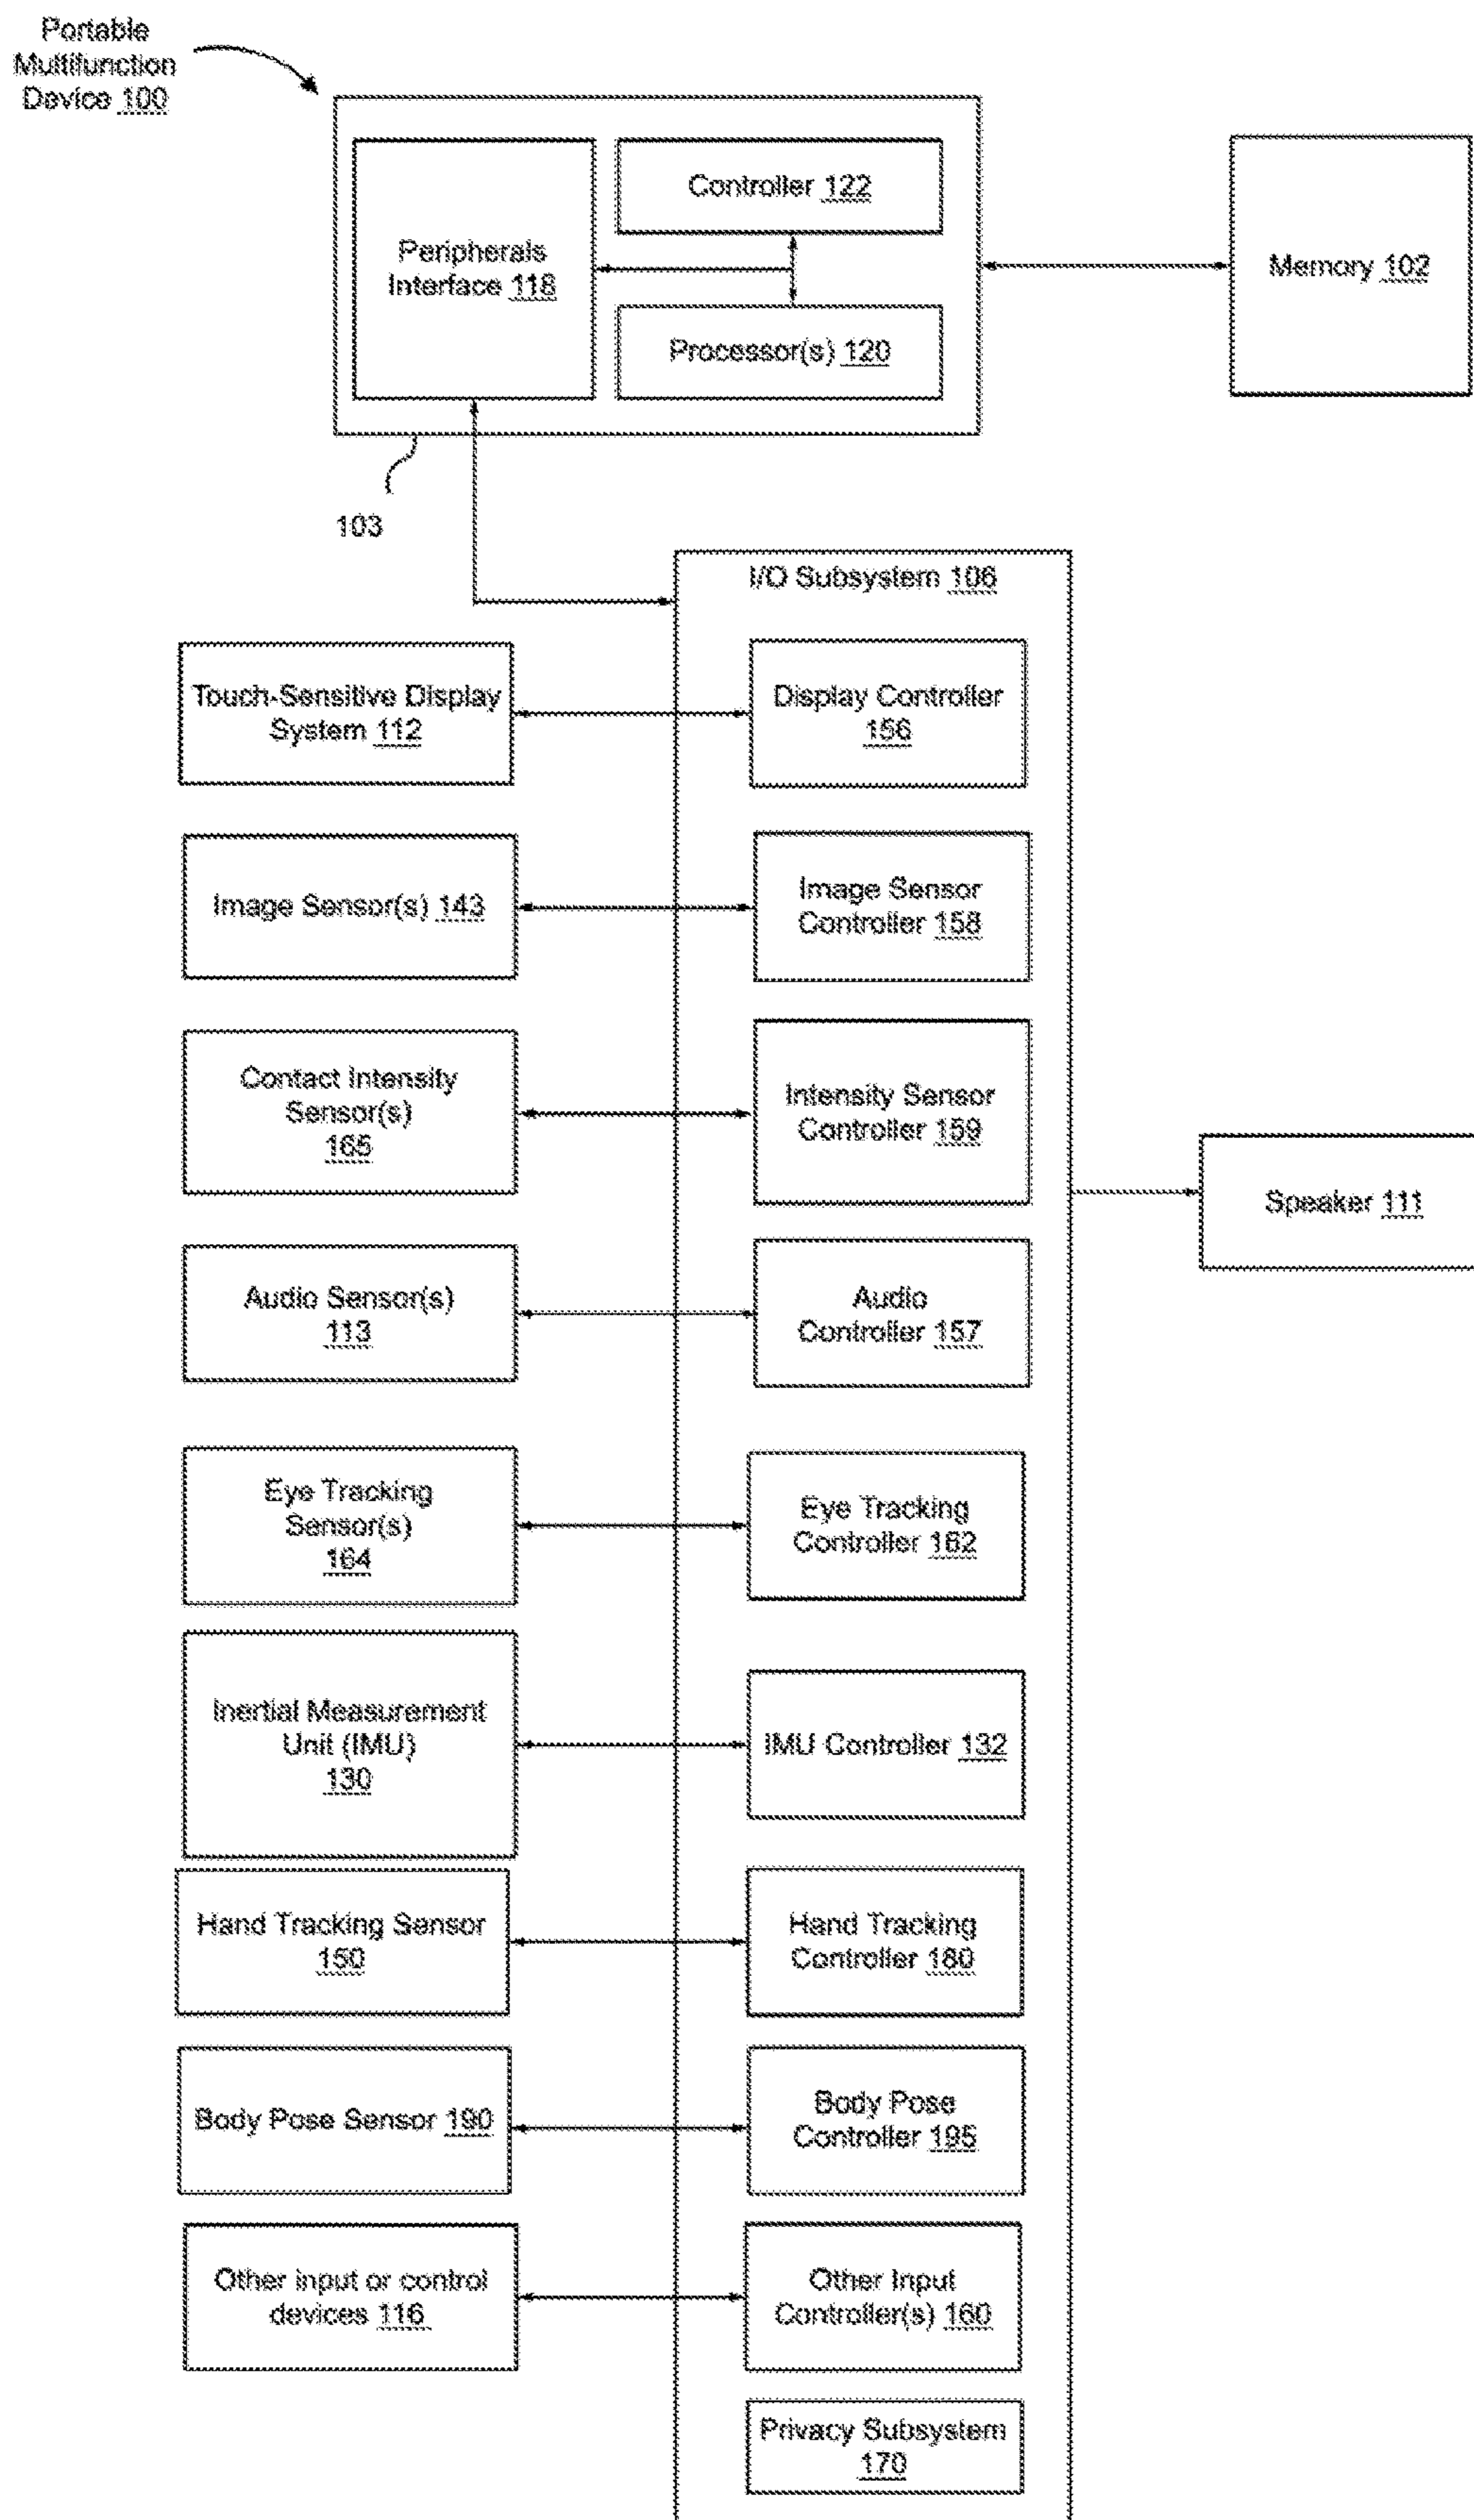 Portable
Multifunction
Device 100
Peripherals
Interface 118
Controller 122
Processor(s) 120
Memory 102
103
I/O Subsystem 106
Touch-Sensitive Display
System 112
Display Controller
156
Image Sensor(s) 143
Image Sensor
Controller 158
Contact Intensity
Sensor(s)
165
Intensity Sensor
Controller 159
Speaker 111
Audio Sensor(s)
113
Audio
Controller 157
Eye Tracking
Sensor(s)
164
Eye Tracking
Controller 162
Inertial Measurement
Unit (IMU)
130
IMU Controller 132
Hand Tracking Sensor
150
Hand Tracking
Controller 180
Body Pose Sensor 190
Body Pose
Controller 195
Other input or control
devices 116
Other Input
Controller(s) 160
Privacy Subsystem
170